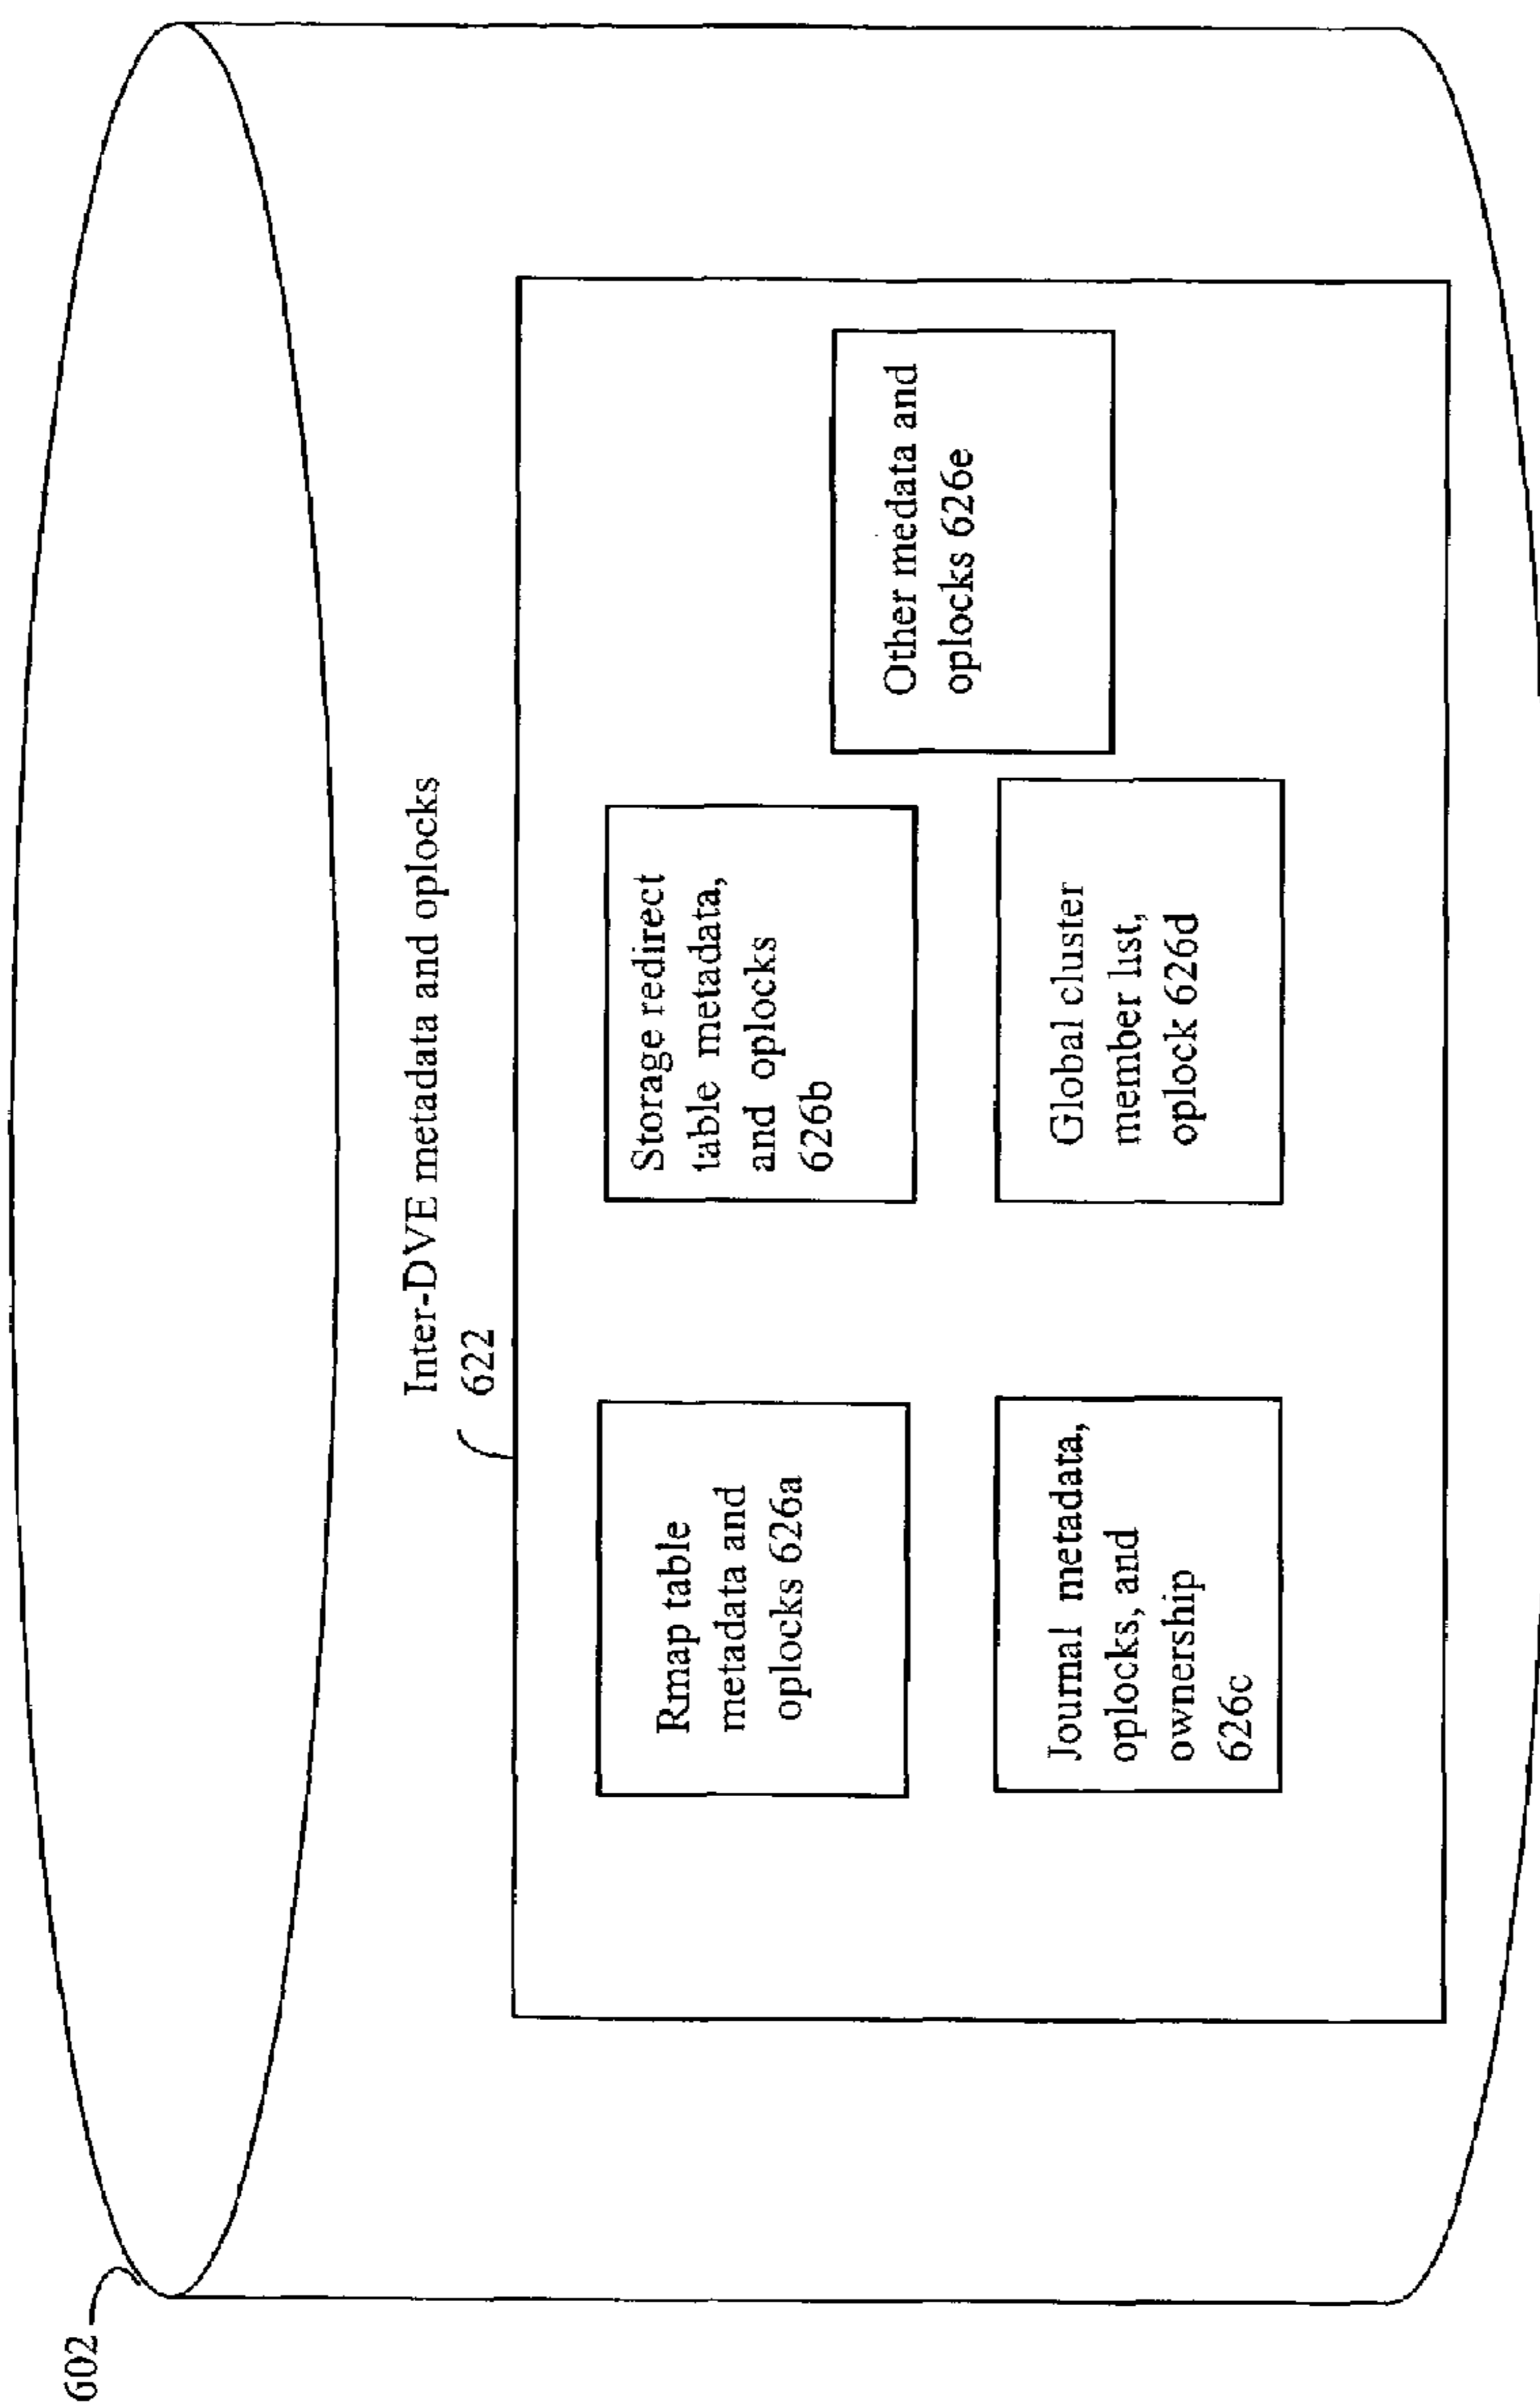 602
Inter-DVE metadata and oplocks
622
Rmap table
metadata and
oplocks 626a
Storage redirect
table metadata,
and oplocks
626b
Journal metadata,
oplocks, and
ownership
626c
Global cluster
member list,
oplock 626d
Other medata and
oplocks 626e